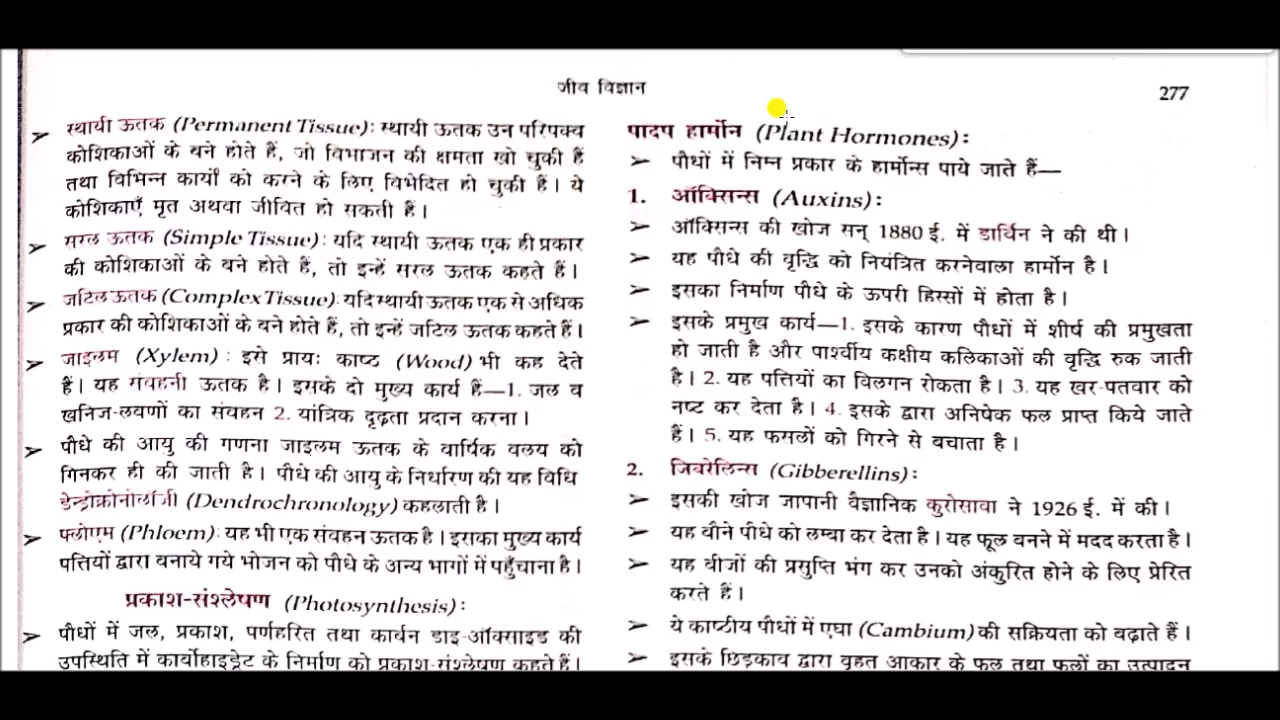 जीव विज्ञान
277
➢ स्थायी ऊतक (Permanent Tissue): स्थायी ऊतक उन परिपक्व
कोशिकाओं के बने होते हैं, जो विभाजन की क्षमता खो चुकी हैं
तथा विभिन्न कार्यों को करने के लिए विभेदित हो चुकी हैं। ये
कोशिकाएँ मृत अथवा जीवित हो सकती हैं।
➢ सरल ऊतक (Simple Tissue): यदि स्थायी ऊतक एक ही प्रकार
की कोशिकाओं के बने होते हैं, तो इन्हें सरल ऊतक कहते हैं।
➢ जटिल ऊतक (Complex Tissue): यदि स्थायी ऊतक एक से अधिक
प्रकार की कोशिकाओं के बने होते हैं, तो इन्हें जटिल ऊतक कहते हैं।
➢ जाइलम (Xylem) : इसे प्रायः काष्ठ (Wood) भी कह देते
हैं। यह संवहनी ऊतक है। इसके दो मुख्य कार्य हैं—1. जल व
खनिज-लवणों का संवहन 2. यांत्रिक दृढ़ता प्रदान करना।
➢ पौधे की आयु की गणना जाइलम ऊतक के वार्षिक वलय को
गिनकर ही की जाती है। पौधे की आयु के निर्धारण की यह विधि
डेन्ड्रोक्रोनोलॉजी (Dendrochronology) कहलाती है।
➢ फ्लोएम (Phloem): यह भी एक संवहन ऊतक है। इसका मुख्य कार्य
पत्तियों द्वारा बनाये गये भोजन को पौधे के अन्य भागों में पहुँचाना है।
प्रकाश-संश्लेषण (Photosynthesis):
➢ पौधों में जल, प्रकाश, पर्णहरित तथा कार्बन डाइ-ऑक्साइड की
उपस्थिति में कार्बोहाइड्रेट के निर्माण को प्रकाश-संश्लेषण कहते हैं।
पादप हार्मोन (Plant Hormones):
➢ पौधों में निम्न प्रकार के हार्मोन्स पाये जाते हैं—
1. ऑक्सिन्स (Auxins):
➢ ऑक्सिन्स की खोज सन् 1880 ई. में डार्विन ने की थी।
➢ यह पौधे की वृद्धि को नियंत्रित करनेवाला हार्मोन है।
➢ इसका निर्माण पौधे के ऊपरी हिस्सों में होता है।
➢ इसके प्रमुख कार्य—1. इसके कारण पौधों में शीर्ष की प्रमुखता
हो जाती है और पार्श्वीय कक्षीय कलिकाओं की वृद्धि रुक जाती
है। 2. यह पत्तियों का विलगन रोकता है। 3. यह खर-पतवार को
नष्ट कर देता है। 4. इसके द्वारा अनिषेक फल प्राप्त किये जाते
हैं। 5. यह फसलों को गिरने से बचाता है।
2. जिबरेलिन्स (Gibberellins):
➢ इसकी खोज जापानी वैज्ञानिक कुरोसावा ने 1926 ई. में की।
➢ यह बौने पौधे को लम्बा कर देता है। यह फूल बनने में मदद करता है।
➢ यह बीजों की प्रसुप्ति भंग कर उनको अंकुरित होने के लिए प्रेरित
करते हैं।
➢ ये काष्ठीय पौधों में एधा (Cambium) की सक्रियता को बढ़ाते हैं।
➢ इसके छिड़काव द्वारा वृहत आकार के फल तथा फलों का उत्पादन